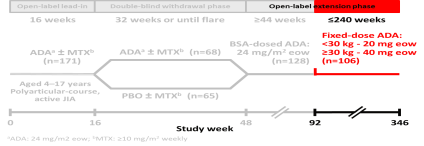 Open-label lead-in Double-blind withdrawal phase Open-label extension phase
16 weeks 32 weeks or until flare ≥44 weeks ≤240 weeks
ADAᵃ ± MTXᵇ
(n=171)
ADAᵃ ± MTXᵇ (n=68)
BSA-dosed ADA:
24 mg/m² eow
(n=128)
Fixed-dose ADA:
<30 kg - 20 mg eow
≥30 kg - 40 mg eow
(n=106)
Aged 4–17 years
Polyarticular-course,
active JIA
PBO ± MTXᵇ (n=65)
0 16 48 92 346
Study week
ᵃADA: 24 mg/m2 eow, ᵇMTX: ≥10 mg/m² weekly